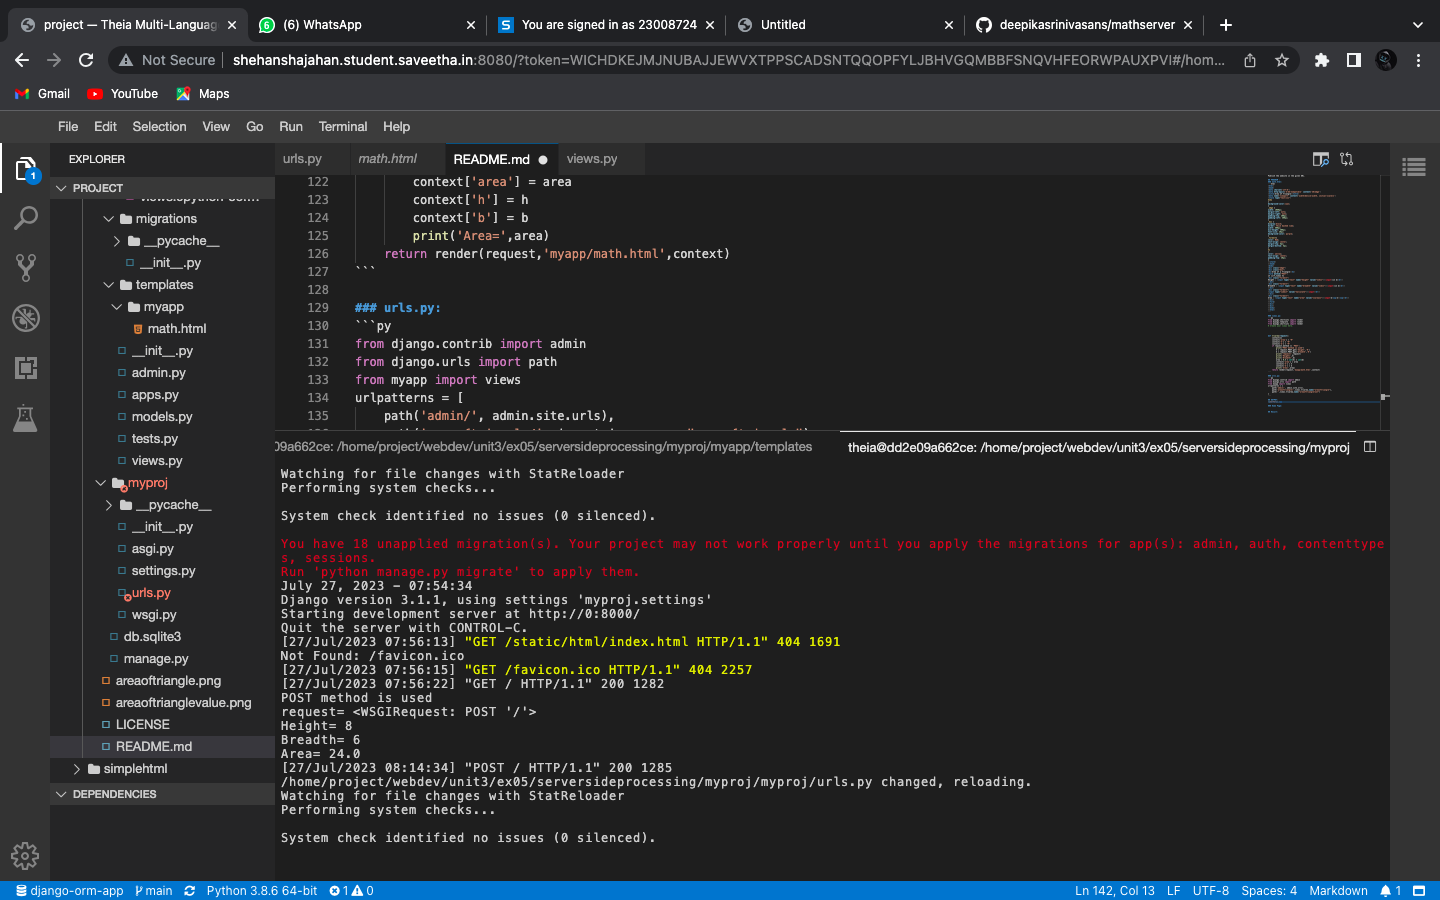 project — Theia Multi-Languag
(6) WhatsApp
You are signed in as 23008724
Untitled
deepikasrinivasans/mathserver
Not Secure
shehanshajahan.student.saveetha.in:8080/?token=WICHDKEJMJNUBAJJEWVXTPPSCADSNTQQOPFYLJBHVGQMBBFSNQVHFEORWPAUXPVI#/hom...
Gmail
YouTube
Maps
File Edit Selection View Go Run Terminal Help
EXPLORER
PROJECT
migrations
__pycache__
__init__.py
templates
myapp
math.html
__init__.py
admin.py
apps.py
models.py
tests.py
views.py
myproj
__pycache__
__init__.py
asgi.py
settings.py
urls.py
wsgi.py
db.sqlite3
manage.py
areaoftriangle.png
areaoftrianglevalue.png
LICENSE
README.md
simplehtml
DEPENDENCIES
urls.py math.html README.md views.py
122 context['area'] = area
123 context['h'] = h
124 context['b'] = b
125 print('Area=',area)
126 return render(request,'myapp/math.html',context)
127 ```
128
129 ### urls.py:
130 ```py
131 from django.contrib import admin
132 from django.urls import path
133 from myapp import views
134 urlpatterns = [
135 path('admin/', admin.site.urls),
09a662ce: /home/project/webdev/unit3/ex05/serversideprocessing/myproj/myapp/templates
theia@dd2e09a662ce: /home/project/webdev/unit3/ex05/serversideprocessing/myproj
Watching for file changes with StatReloader
Performing system checks...
System check identified no issues (0 silenced).
You have 18 unapplied migration(s). Your project may not work properly until you apply the migrations for app(s): admin, auth, contenttype
s, sessions.
Run 'python manage.py migrate' to apply them.
July 27, 2023 - 07:54:34
Django version 3.1.1, using settings 'myproj.settings'
Starting development server at http://0:8000/
Quit the server with CONTROL-C.
[27/Jul/2023 07:56:13] "GET /static/html/index.html HTTP/1.1" 404 1691
Not Found: /favicon.ico
[27/Jul/2023 07:56:15] "GET /favicon.ico HTTP/1.1" 404 2257
[27/Jul/2023 07:56:22] "GET / HTTP/1.1" 200 1282
POST method is used
request= <WSGIRequest: POST '/'>
Height= 8
Breadth= 6
Area= 24.0
[27/Jul/2023 08:14:34] "POST / HTTP/1.1" 200 1285
/home/project/webdev/unit3/ex05/serversideprocessing/myproj/myproj/urls.py changed, reloading.
Watching for file changes with StatReloader
Performing system checks...
System check identified no issues (0 silenced).
django-orm-app main Python 3.8.6 64-bit 1 0
Ln 142, Col 13 LF UTF-8 Spaces: 4 Markdown 1